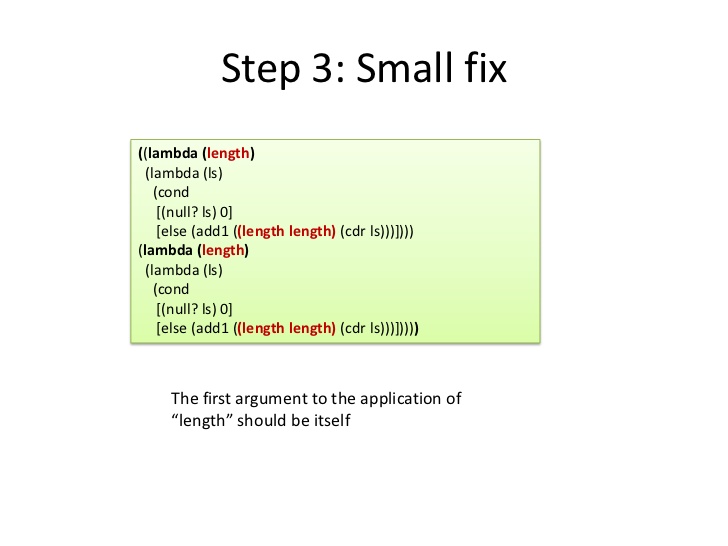 Step 3: Small fix
((lambda (length)
(lambda (ls)
(cond
[(null? ls) 0]
[else (add1 ((length length) (cdr ls)))])))
(lambda (length)
(lambda (ls)
(cond
[(null? ls) 0]
[else (add1 ((length length) (cdr ls)))]))))
The first argument to the application of
“length” should be itself